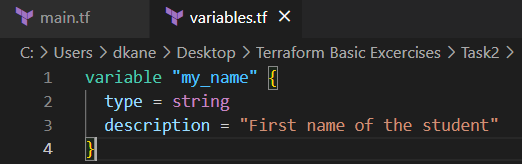 main.tf variables.tf
C: > Users > dkane > Desktop > Terraform Basic Excercises > Task2 >
1 variable "my_name" {
2 type = string
3 description = "First name of the student"
4 }